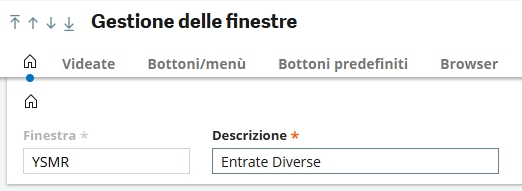 Gestione delle finestre
Videate Bottoni/menù Bottoni predefiniti Browser
Finestra * Descrizione *
YSMR Entrate Diverse